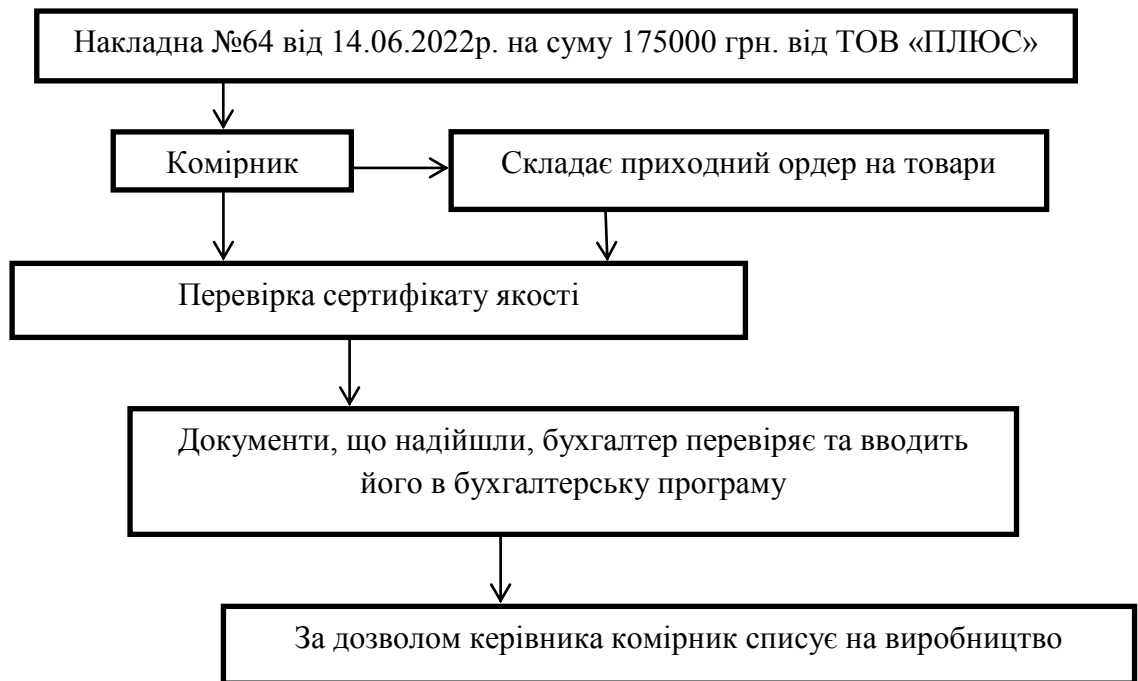 Накладна №64 від 14.06.2022р. на суму 175000 грн. від ТОВ «ПЛЮС»
Комірник
Складає приходний ордер на товари
Перевірка сертифікату якості
Документи, що надійшли, бухгалтер перевіряє та вводить
його в бухгалтерську програму
За дозволом керівника комірник списує на виробництво